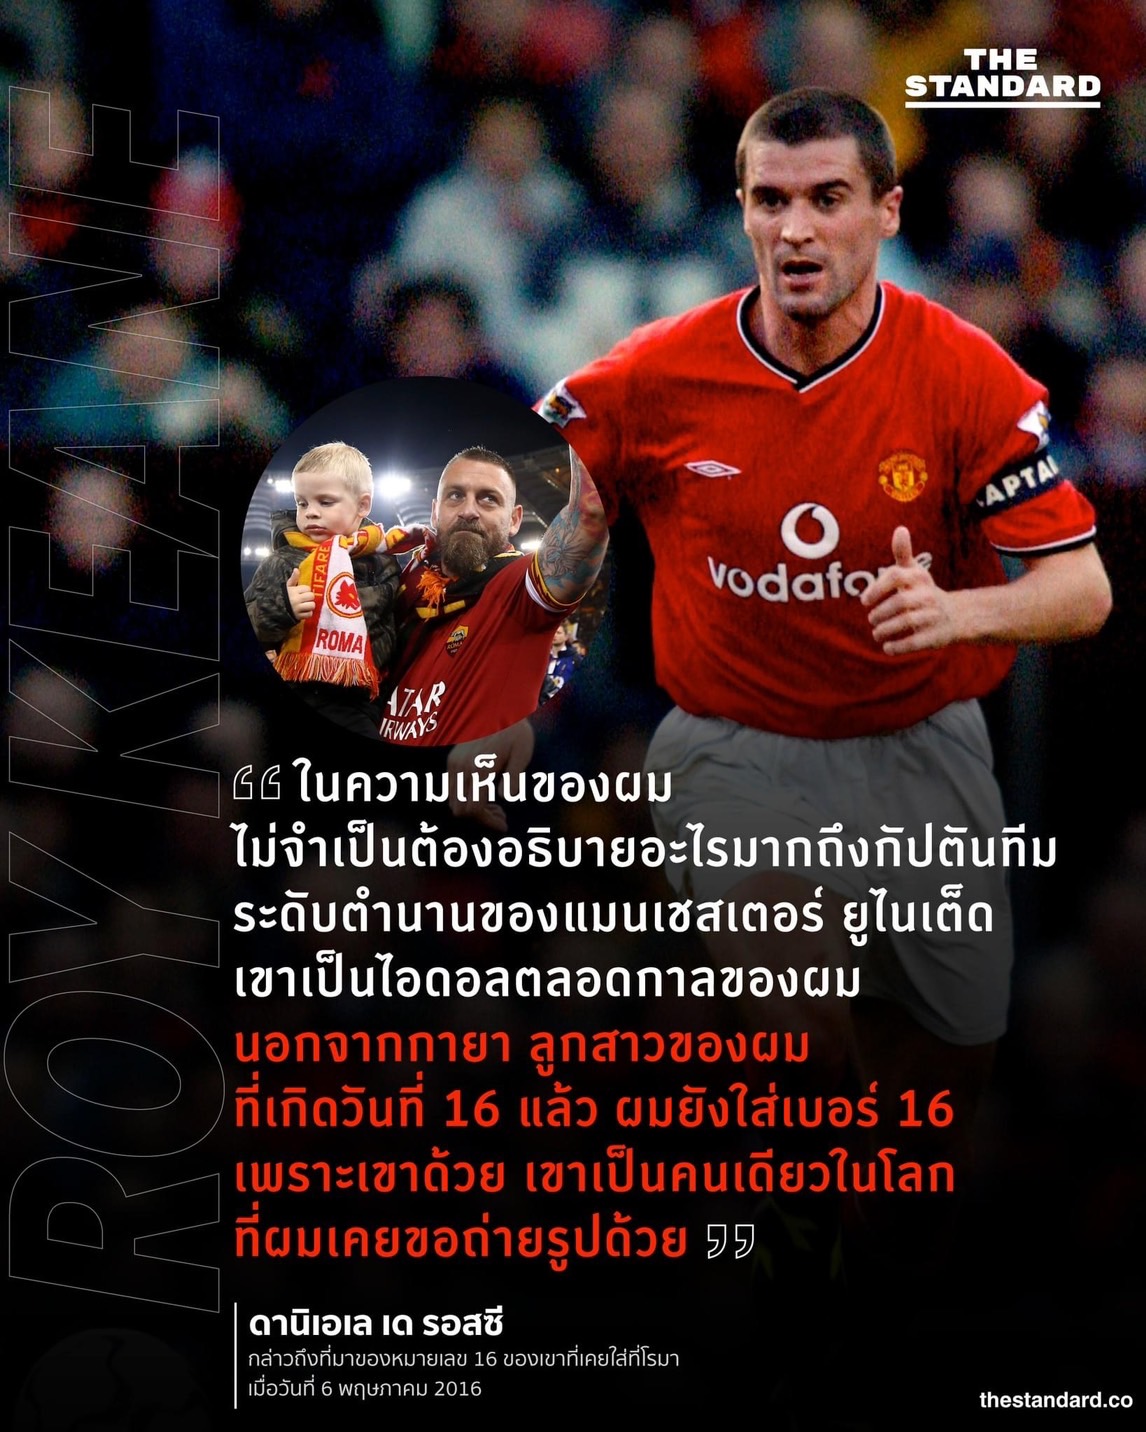 THE
STANDARD
ROY KEANE
CAPTAI
vodafone
TIFARE
ROMA
ROMA
QATAR
AIRWAYS
“ ในความเห็นของผม
ไม่จำเป็นต้องอธิบายอะไรมากถึงกัปตันทีม
ระดับตำนานของแมนเชสเตอร์ ยูไนเต็ด
เขาเป็นไอดอลตลอดกาลของผม
นอกจากกายา ลูกสาวของผม
ที่เกิดวันที่ 16 แล้ว ผมยังใส่เบอร์ 16
เพราะเขาด้วย เขาเป็นคนเดียวในโลก
ที่ผมเคยขอถ่ายรูปด้วย ”
ดานิเอเล เด รอสซี
กล่าวถึงที่มาของหมายเลข 16 ของเขาที่เคยใส่ที่โรมา
เมื่อวันที่ 6 พฤษภาคม 2016
thestandard.co